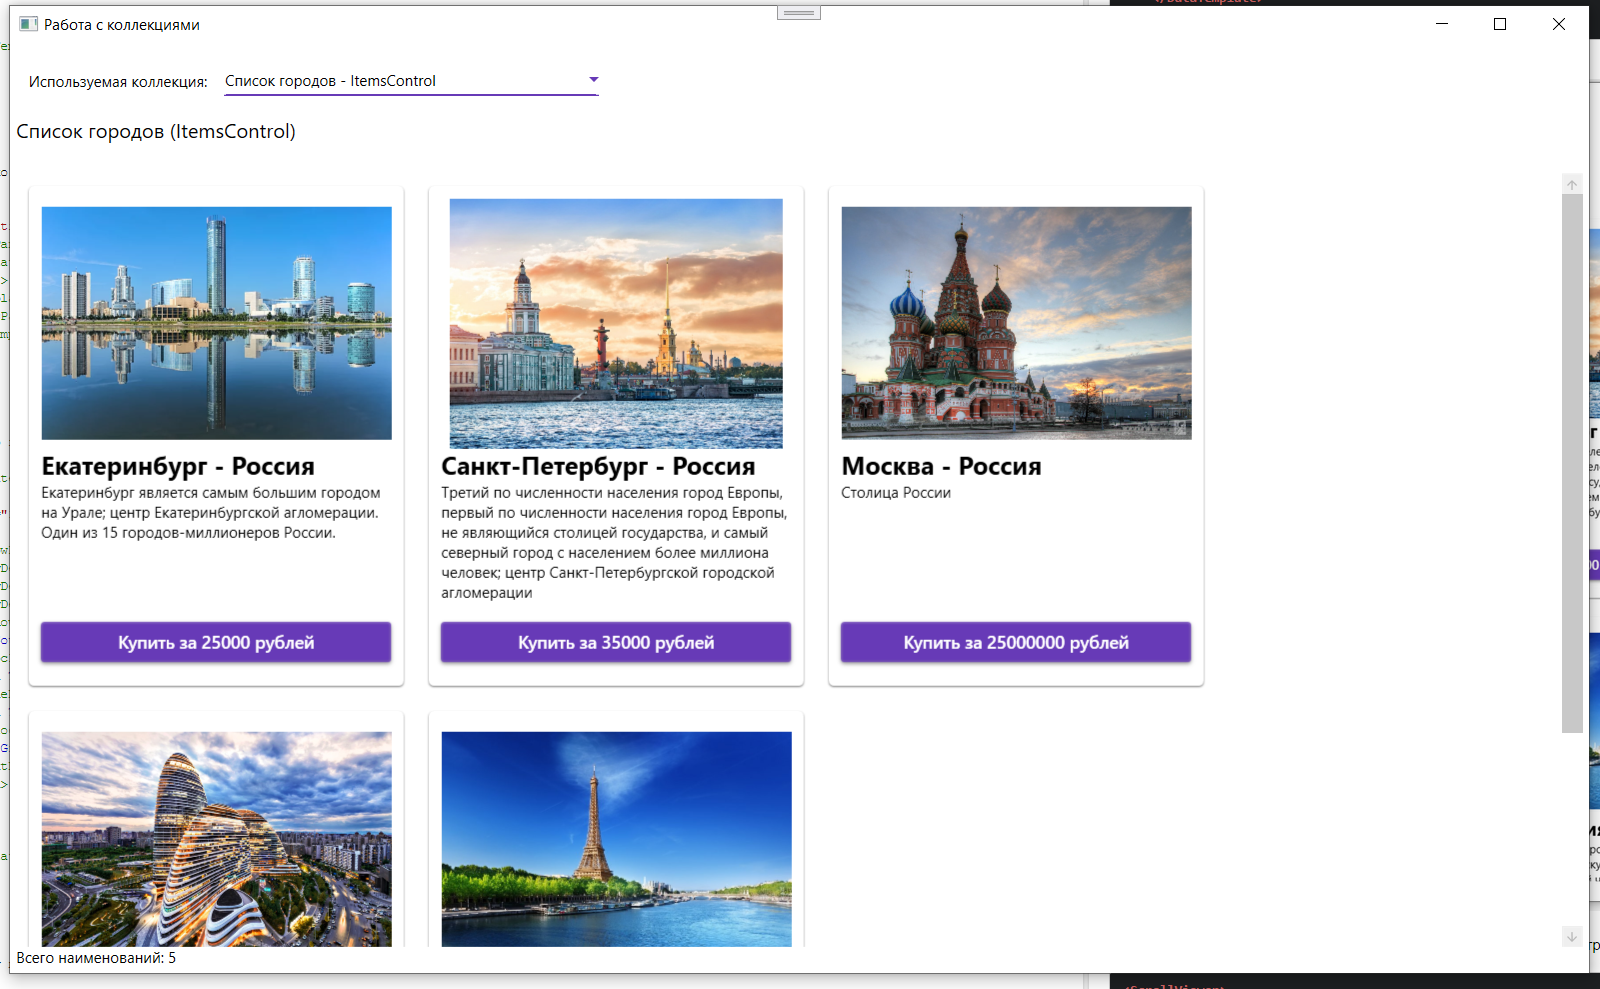 Работа с коллекциями
Используемая коллекция:
Список городов - ItemsControl
Список городов (ItemsControl)
Екатеринбург - Россия
Екатеринбург является самым большим городом
на Урале; центр Екатеринбургской агломерации.
Один из 15 городов-миллионеров России.
Купить за 25000 рублей
Санкт-Петербург - Россия
Третий по численности населения город Европы,
первый по численности населения город Европы,
не являющийся столицей государства, и самый
северный город с населением более миллиона
человек; центр Санкт-Петербургской городской
агломерации
Купить за 35000 рублей
Москва - Россия
Столица России
Купить за 25000000 рублей
Всего наименований: 5